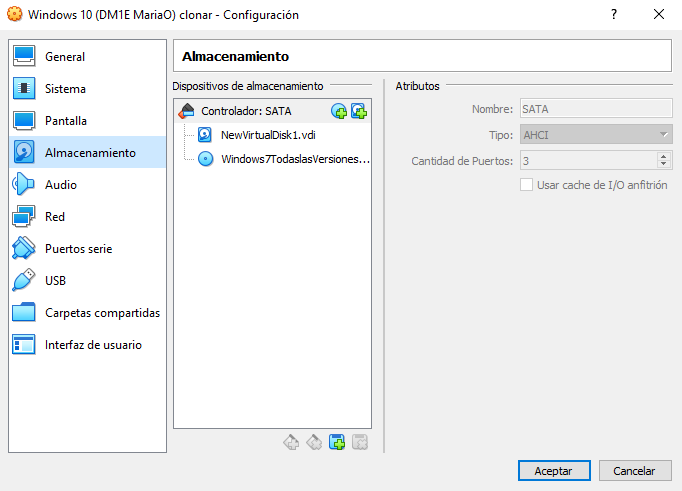 Windows 10 (DM1E MariaO) clonar - Configuración
?
General
Sistema
Pantalla
Almacenamiento
Audio
Red
Puertos serie
USB
Carpetas compartidas
Interfaz de usuario
Almacenamiento
Dispositivos de almacenamiento
Controlador: SATA
NewVirtualDisk1.vdi
Windows7TodaslasVersiones...
Atributos
Nombre: SATA
Tipo: AHCI
Cantidad de Puertos: 3
Usar cache de I/O anfitrión
Aceptar
Cancelar